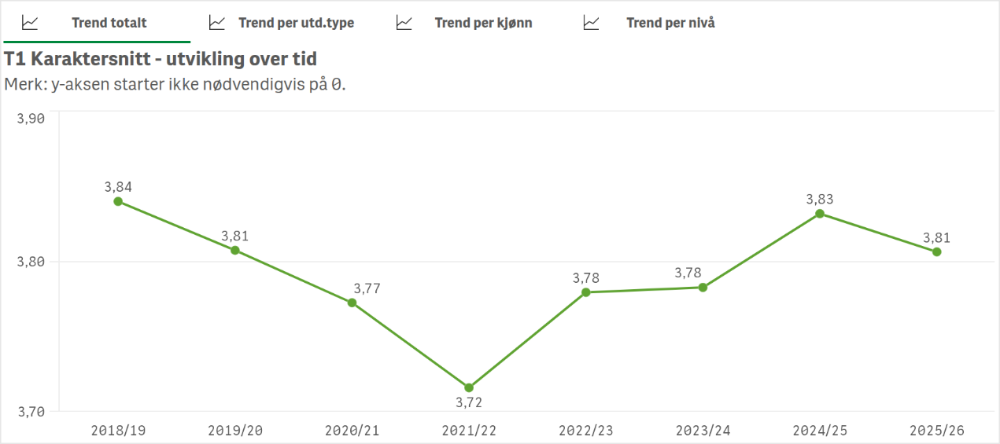 Trend totalt Trend per utd.type Trend per kjønn Trend per nivå
T1 Karaktersnitt - utvikling over tid
Merk: y-aksen starter ikke nødvendigvis på 0.
3,90
3,84
3,83
3,81
3,81
3,80
3,78
3,78
3,77
3,72
3,70
2018/19 2019/20 2020/21 2021/22 2022/23 2023/24 2024/25 2025/26